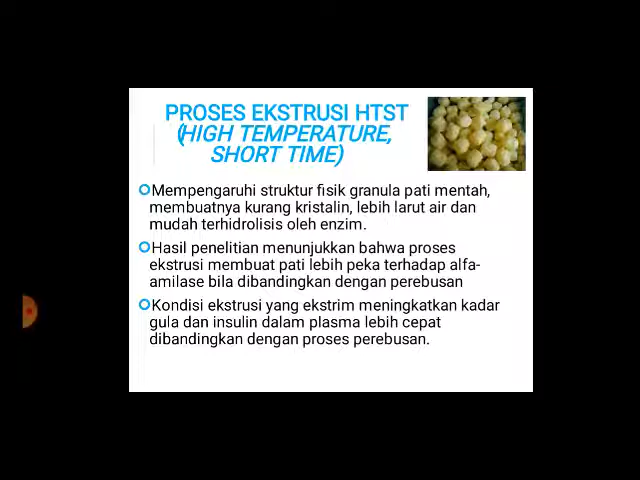 PROSES EKSTRUSI HTST
(HIGH TEMPERATURE,
SHORT TIME)
Mempengaruhi struktur fisik granula pati mentah,
membuatnya kurang kristalin, lebih larut air dan
mudah terhidrolisis oleh enzim.
Hasil penelitian menunjukkan bahwa proses
ekstrusi membuat pati lebih peka terhadap alfa-
amilase bila dibandingkan dengan perebusan
Kondisi ekstrusi yang ekstrim meningkatkan kadar
gula dan insulin dalam plasma lebih cepat
dibandingkan dengan proses perebusan.